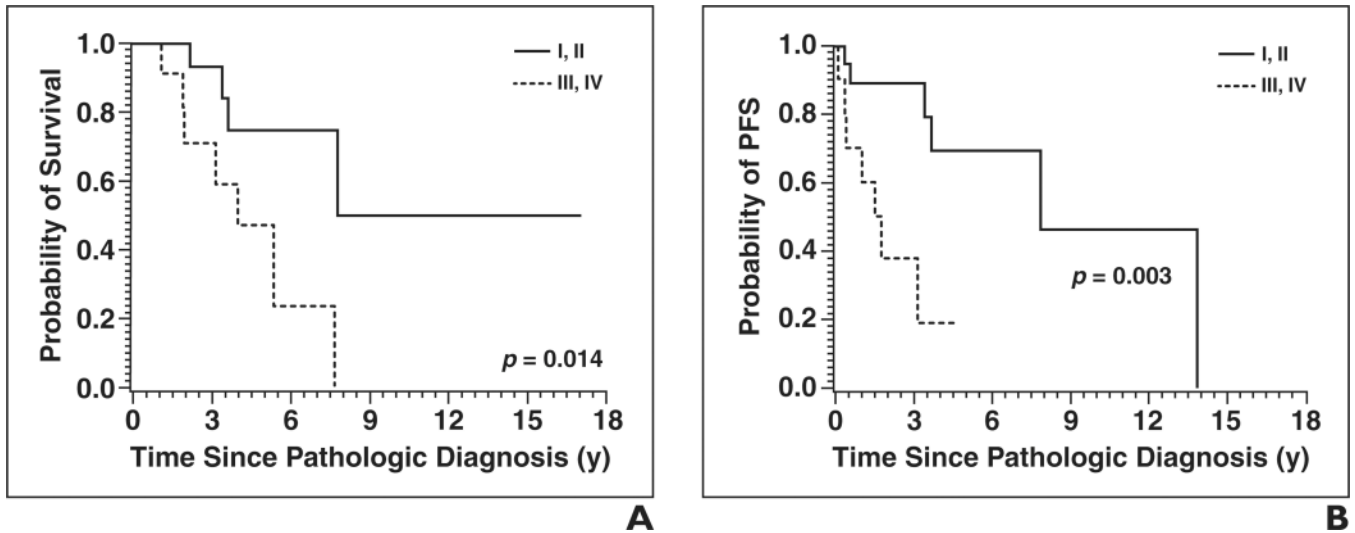 Probability of Survival
1.0
0.8
0.6
0.4
0.2
0.0
I, II
III, IV
p = 0.014
0 3 6 9 12 15 18
Time Since Pathologic Diagnosis (y)
A
Probability of PFS
1.0
0.8
0.6
0.4
0.2
0.0
I, II
III, IV
p = 0.003
0 3 6 9 12 15 18
Time Since Pathologic Diagnosis (y)
B